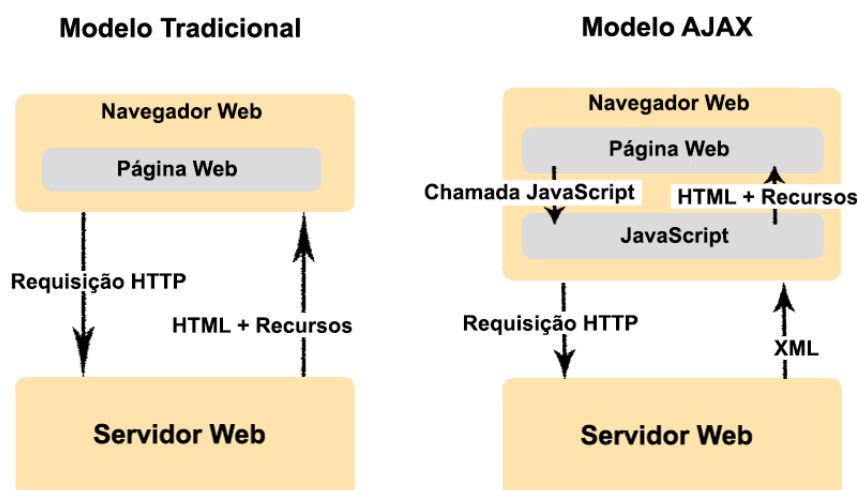 Modelo Tradicional
Navegador Web
Página Web
Requisição HTTP
HTML + Recursos
Servidor Web
Modelo AJAX
Navegador Web
Página Web
Chamada JavaScript
HTML + Recursos
JavaScript
Requisição HTTP
XML
Servidor Web